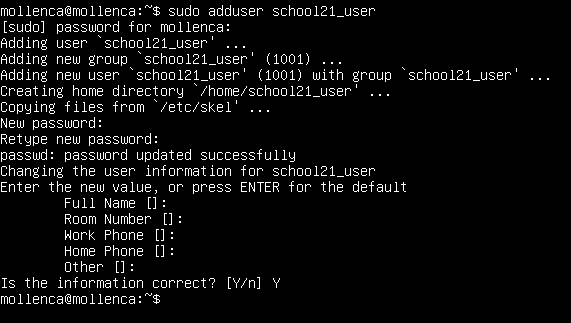 mollenca@mollenca:~$ sudo adduser school21_user
[sudo] password for mollenca:
Adding user `school21_user' ...
Adding new group `school21_user' (1001) ...
Adding new user `school21_user' (1001) with group `school21_user' ...
Creating home directory `/home/school21_user' ...
Copying files from `/etc/skel' ...
New password:
Retype new password:
passwd: password updated successfully
Changing the user information for school21_user
Enter the new value, or press ENTER for the default
        Full Name []:
        Room Number []:
        Work Phone []:
        Home Phone []:
        Other []:
Is the information correct? [Y/n] Y
mollenca@mollenca:~$